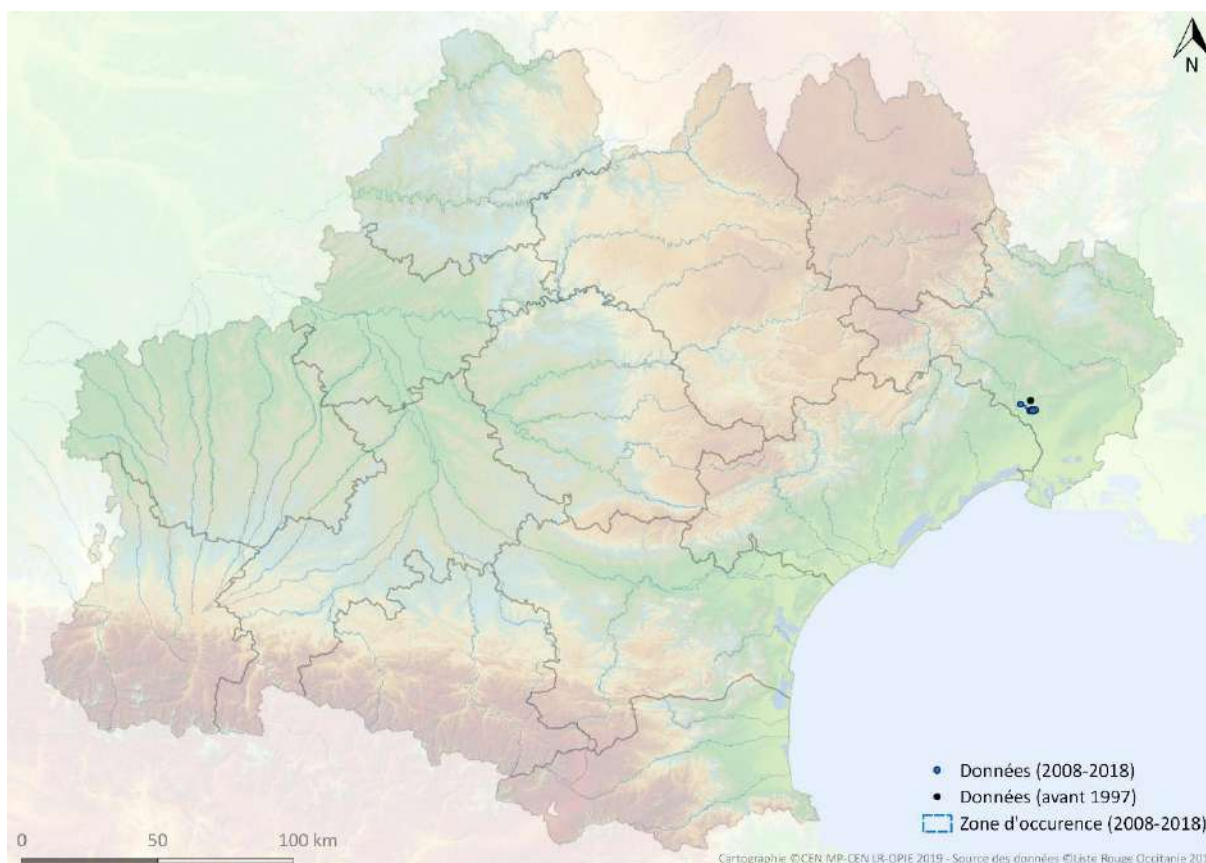 N
Données (2008-2018)
Données (avant 1997)
Zone d'occurence (2008-2018)
0 50 100 km
Cartographie ©CEN MP-CEN LR-OPIE 2019 - Source des données ©Liste Rouge Occitanie 201